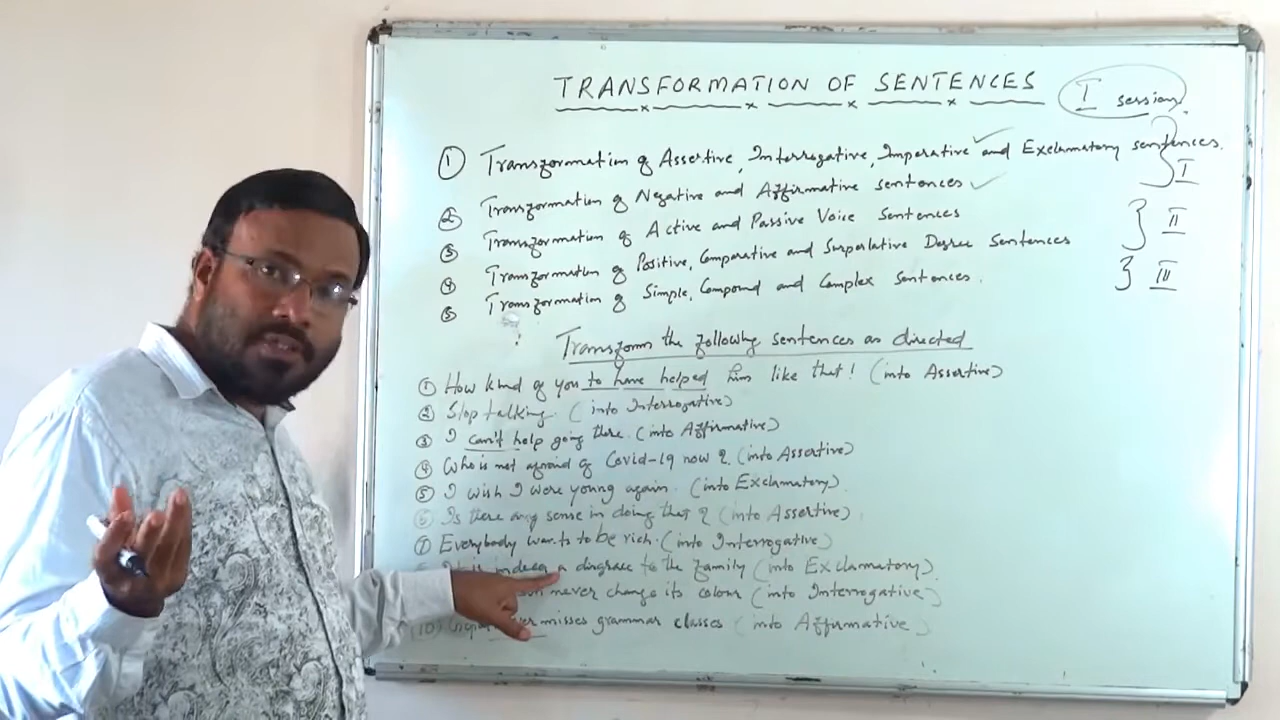 TRANSFORMATION OF SENTENCES I session
① Transformation of Assertive, Interrogative, Imperative and Exclamatory sentences. I
② Transformation of Negative and Affirmative sentences
③ Transformation of Active and Passive Voice Sentences II
④ Transformation of Positive, Comparative and Superlative Degree Sentences
⑤ Transformation of Simple, Compound and Complex Sentences. III
Transform the following sentences as directed
① How kind of you to have helped him like that! (into Assertive)
② Stop talking. (into Interrogative)
③ I can't help going there. (into Affirmative)
④ Who is not afraid of Covid-19 now? (into Assertive)
⑤ I wish I were young again. (into Exclamatory)
⑥ Is there any sense in doing that? (into Assertive)
⑦ Everybody wants to be rich. (into Interrogative)
indeed a disgrace to the family (into Exclamatory)
never change its colour (into Interrogative)
(10) misses grammar classes (into Affirmative)